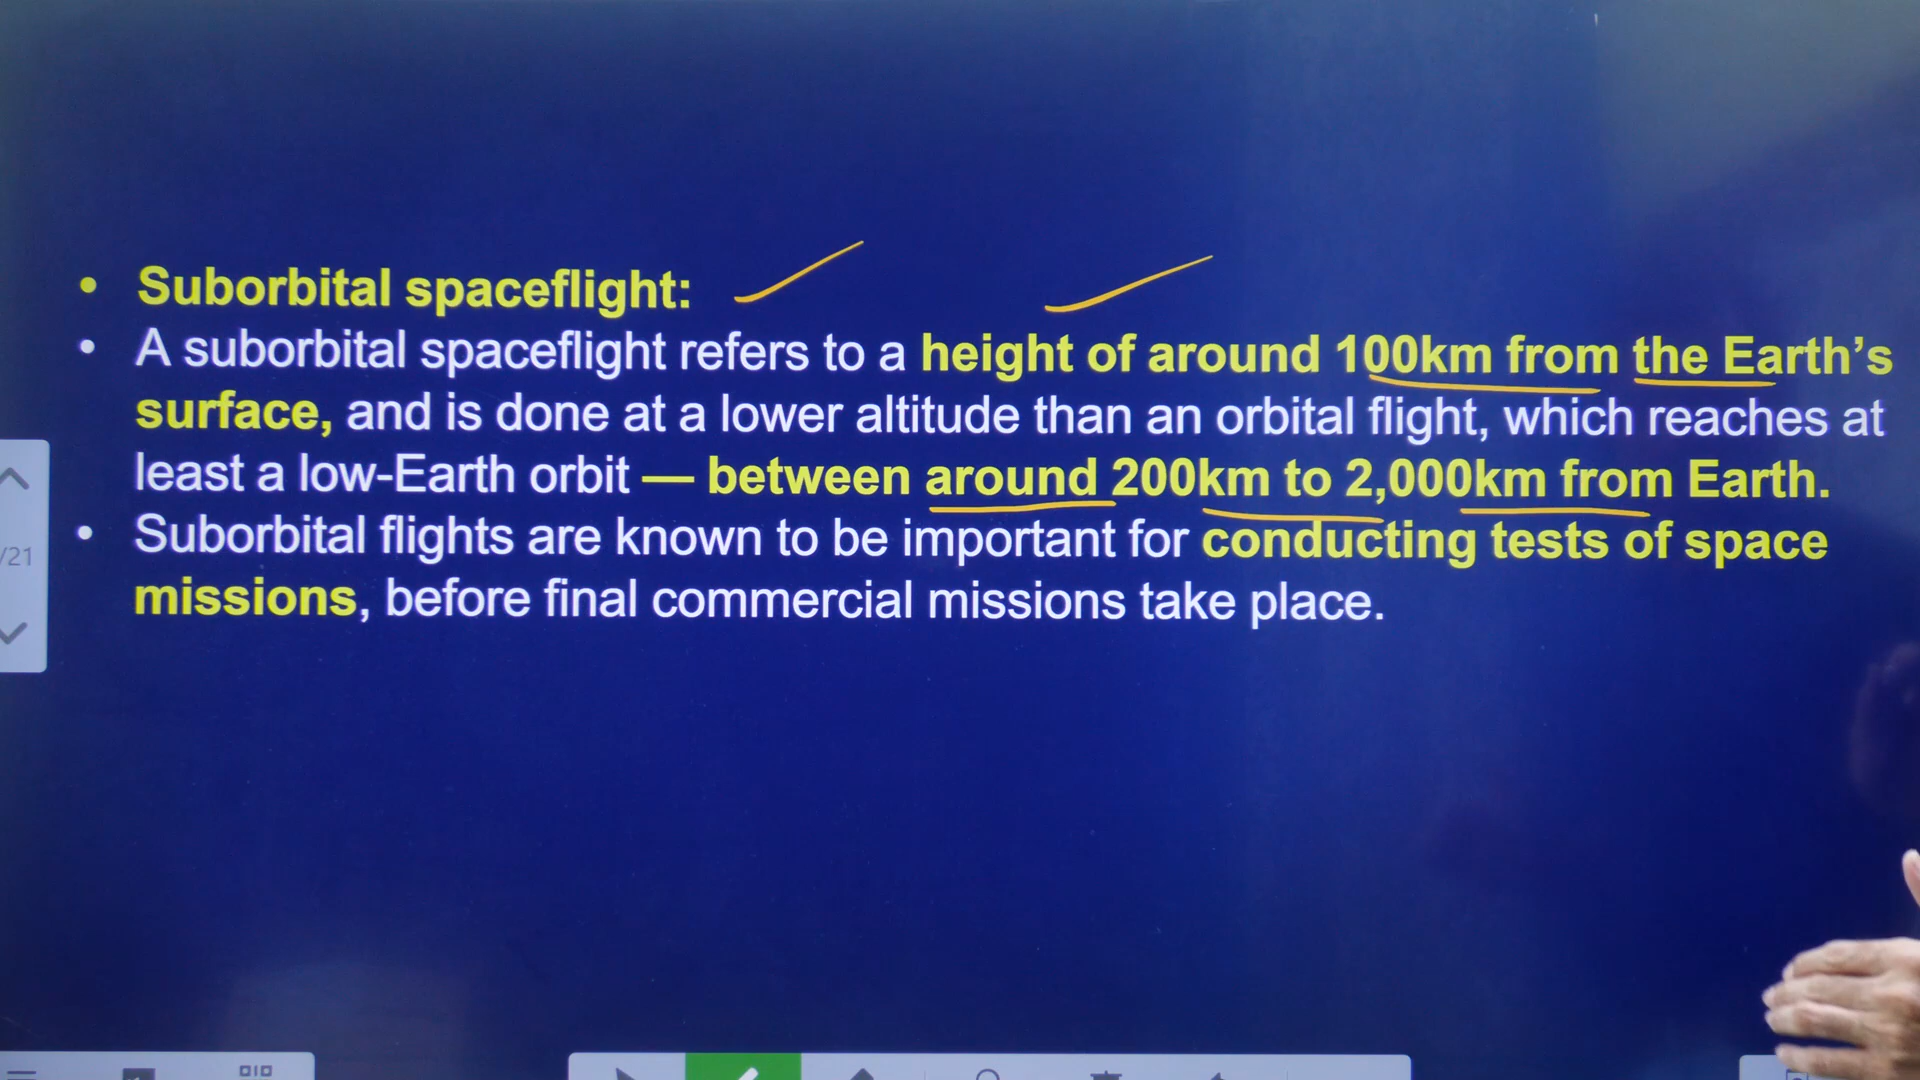 • Suborbital spaceflight:
• A suborbital spaceflight refers to a height of around 100km from the Earth’s
surface, and is done at a lower altitude than an orbital flight, which reaches at
least a low-Earth orbit — between around 200km to 2,000km from Earth.
• Suborbital flights are known to be important for conducting tests of space
missions, before final commercial missions take place.
/21